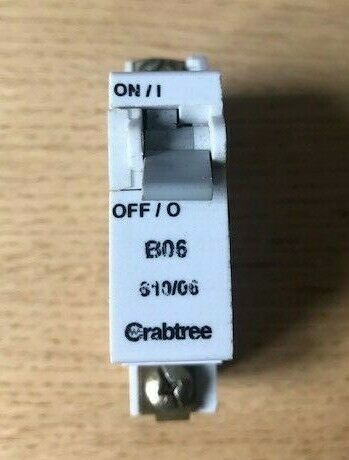 ON / I
OFF / O
B06
610/06
Crabtree